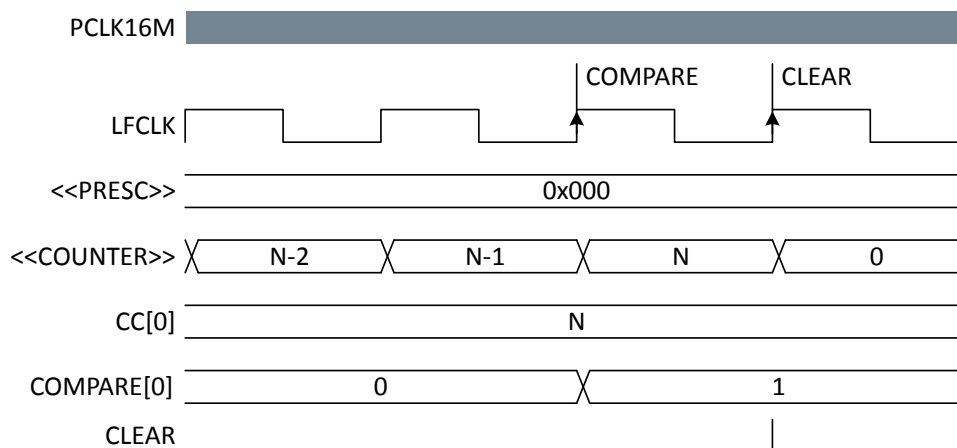 PCLK16M
COMPARE CLEAR
LFCLK
<<PRESC>> 0x000
<<COUNTER>> N-2 N-1 N 0
CC[0] N
COMPARE[0] 0 1
CLEAR